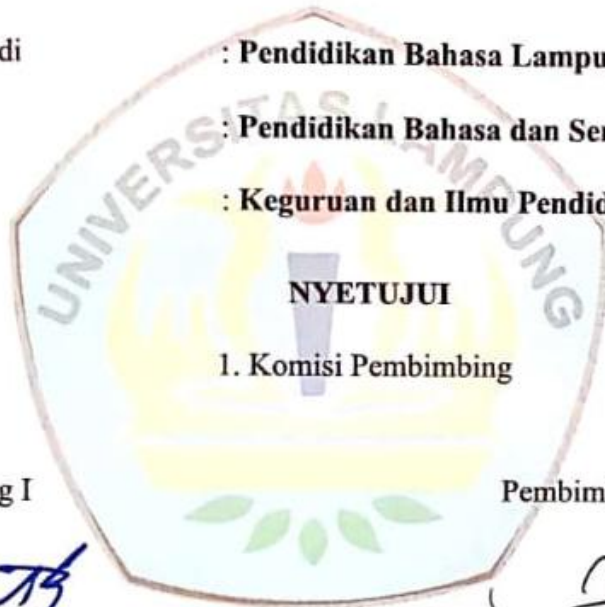 di : Pendidikan Bahasa Lampu
: Pendidikan Bahasa dan Se
: Keguruan dan Ilmu Pendid
UNIVERSITAS LAMPUNG
NYETUJUI
1. Komisi Pembimbing
g I Pembim